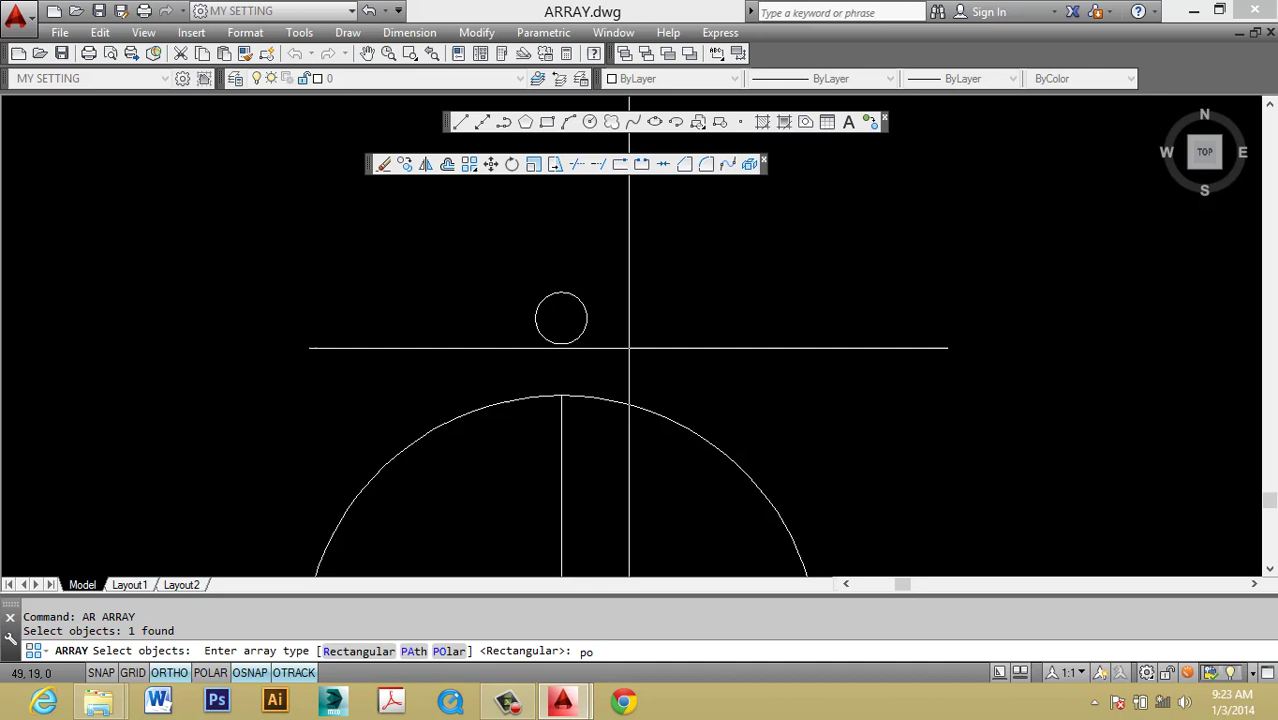 MY SETTING
ARRAY.dwg
Type a keyword or phrase
Sign In
File Edit View Insert Format Tools Draw Dimension Modify Parametric Window Help Express
MY SETTING
0
ByLayer
ByLayer
ByLayer
ByColor
N
W TOP E
S
Model Layout1 Layout2
Command: AR ARRAY
Select objects: 1 found
ARRAY Select objects: Enter array type [Rectangular PAth POlar] <Rectangular>: po
49, 19, 0 SNAP GRID ORTHO POLAR OSNAP OTRACK
1:1
W Ps Ai
9:23 AM
1/3/2014